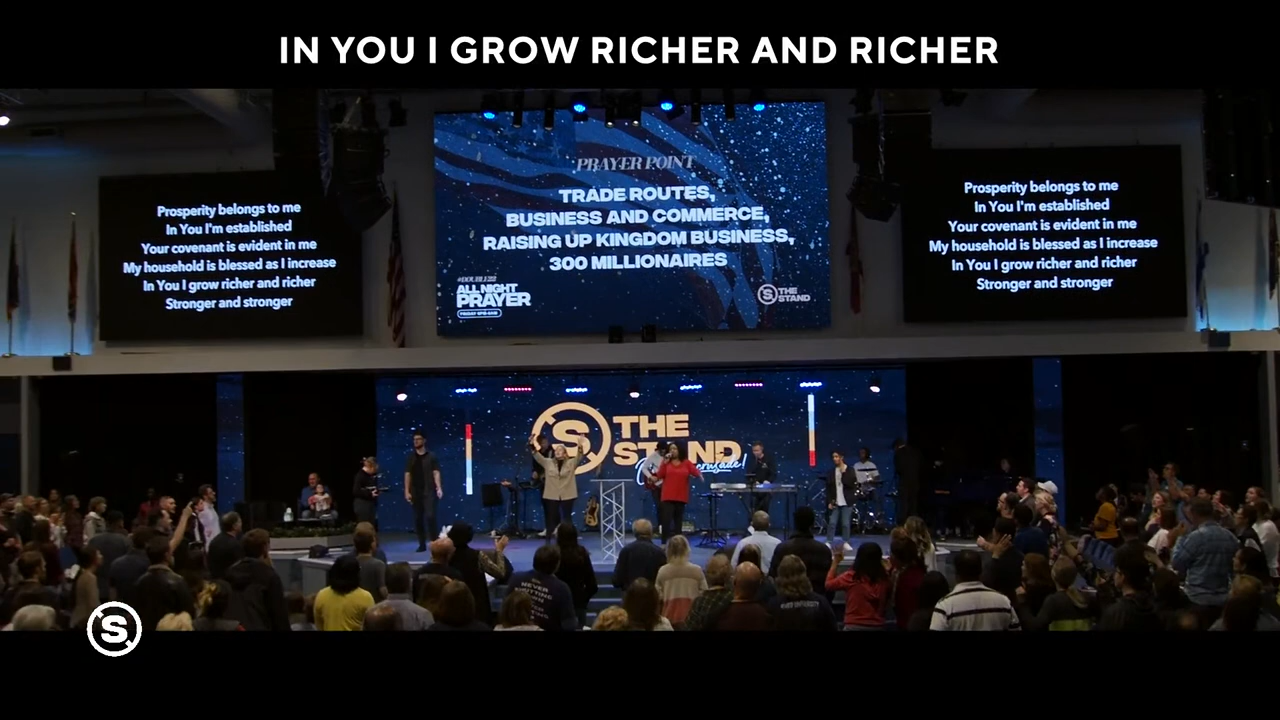 IN YOU I GROW RICHER AND RICHER
PRAYER POINT
TRADE ROUTES,
BUSINESS AND COMMERCE,
RAISING UP KINGDOM BUSINESS,
300 MILLIONAIRES
ALL NIGHT
PRAYER
THE
STAND
Prosperity belongs to me
In You I'm established
Your covenant is evident in me
My household is blessed as I increase
In You I grow richer and richer
Stronger and stronger
Prosperity belongs to me
In You I'm established
Your covenant is evident in me
My household is blessed as I increase
In You I grow richer and richer
Stronger and stronger
S THE
STAND
crusade!
NEVER
S